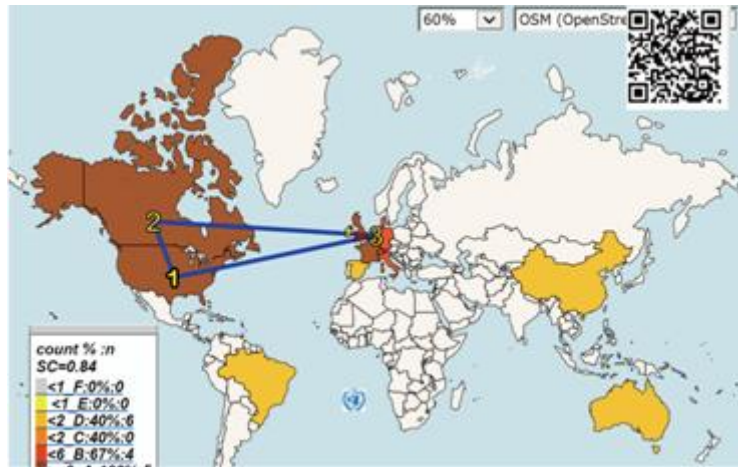 60%
OSM (OpenStre
2
3
1
count % :n
SC=0.84
<1_F:0%:0
<1_E:0%:0
<2_D:40%:6
<2_C:40%:0
<6_B:67%:4